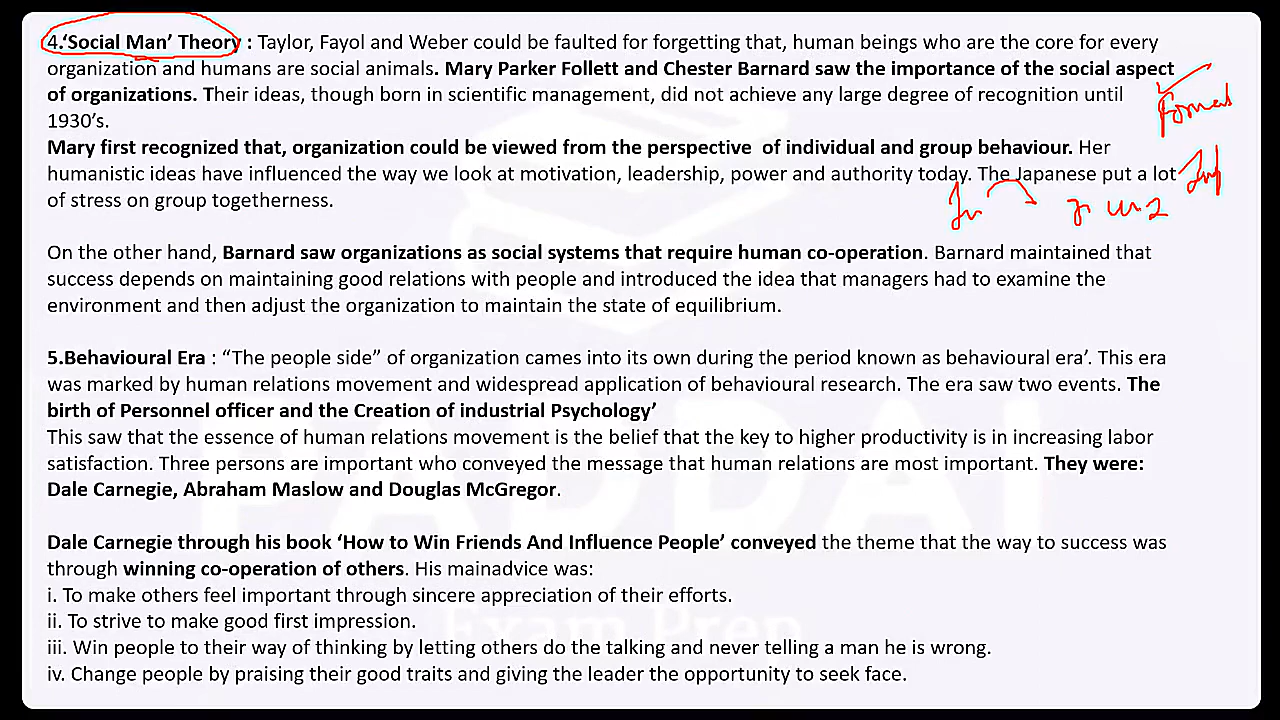 4.‘Social Man’ Theory : Taylor, Fayol and Weber could be faulted for forgetting that, human beings who are the core for every
organization and humans are social animals. Mary Parker Follett and Chester Barnard saw the importance of the social aspect
of organizations. Their ideas, though born in scientific management, did not achieve any large degree of recognition until
1930’s.
Formal
Mary first recognized that, organization could be viewed from the perspective of individual and group behaviour. Her
humanistic ideas have influenced the way we look at motivation, leadership, power and authority today. The Japanese put a lot
of stress on group togetherness.
On the other hand, Barnard saw organizations as social systems that require human co-operation. Barnard maintained that
success depends on maintaining good relations with people and introduced the idea that managers had to examine the
environment and then adjust the organization to maintain the state of equilibrium.
5.Behavioural Era : “The people side” of organization cames into its own during the period known as behavioural era’. This era
was marked by human relations movement and widespread application of behavioural research. The era saw two events. The
birth of Personnel officer and the Creation of industrial Psychology’
This saw that the essence of human relations movement is the belief that the key to higher productivity is in increasing labor
satisfaction. Three persons are important who conveyed the message that human relations are most important. They were:
Dale Carnegie, Abraham Maslow and Douglas McGregor.
Dale Carnegie through his book ‘How to Win Friends And Influence People’ conveyed the theme that the way to success was
through winning co-operation of others. His mainadvice was:
i. To make others feel important through sincere appreciation of their efforts.
ii. To strive to make good first impression.
iii. Win people to their way of thinking by letting others do the talking and never telling a man he is wrong.
iv. Change people by praising their good traits and giving the leader the opportunity to seek face.
PADDAI
Exam Prep